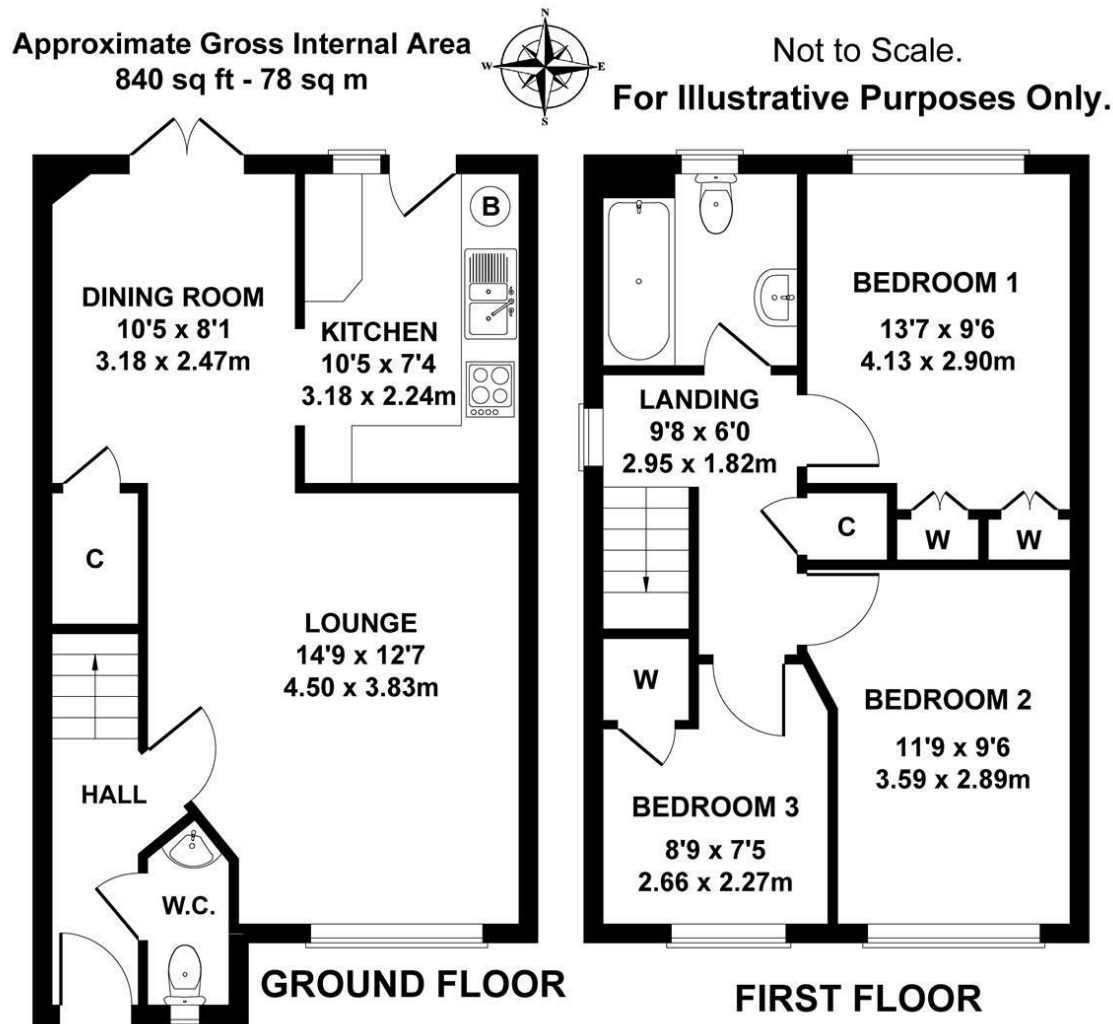 Approximate Gross Internal Area
840 sq ft - 78 sq m
N
W
E
S
Not to Scale.
For Illustrative Purposes Only.
B
DINING ROOM
10'5 x 8'1
3.18 x 2.47m
KITCHEN
10'5 x 7'4
3.18 x 2.24m
C
LOUNGE
14'9 x 12'7
4.50 x 3.83m
HALL
W.C.
GROUND FLOOR
BEDROOM 1
13'7 x 9'6
4.13 x 2.90m
LANDING
9'8 x 6'0
2.95 x 1.82m
C
W
W
W
BEDROOM 2
11'9 x 9'6
3.59 x 2.89m
BEDROOM 3
8'9 x 7'5
2.66 x 2.27m
FIRST FLOOR